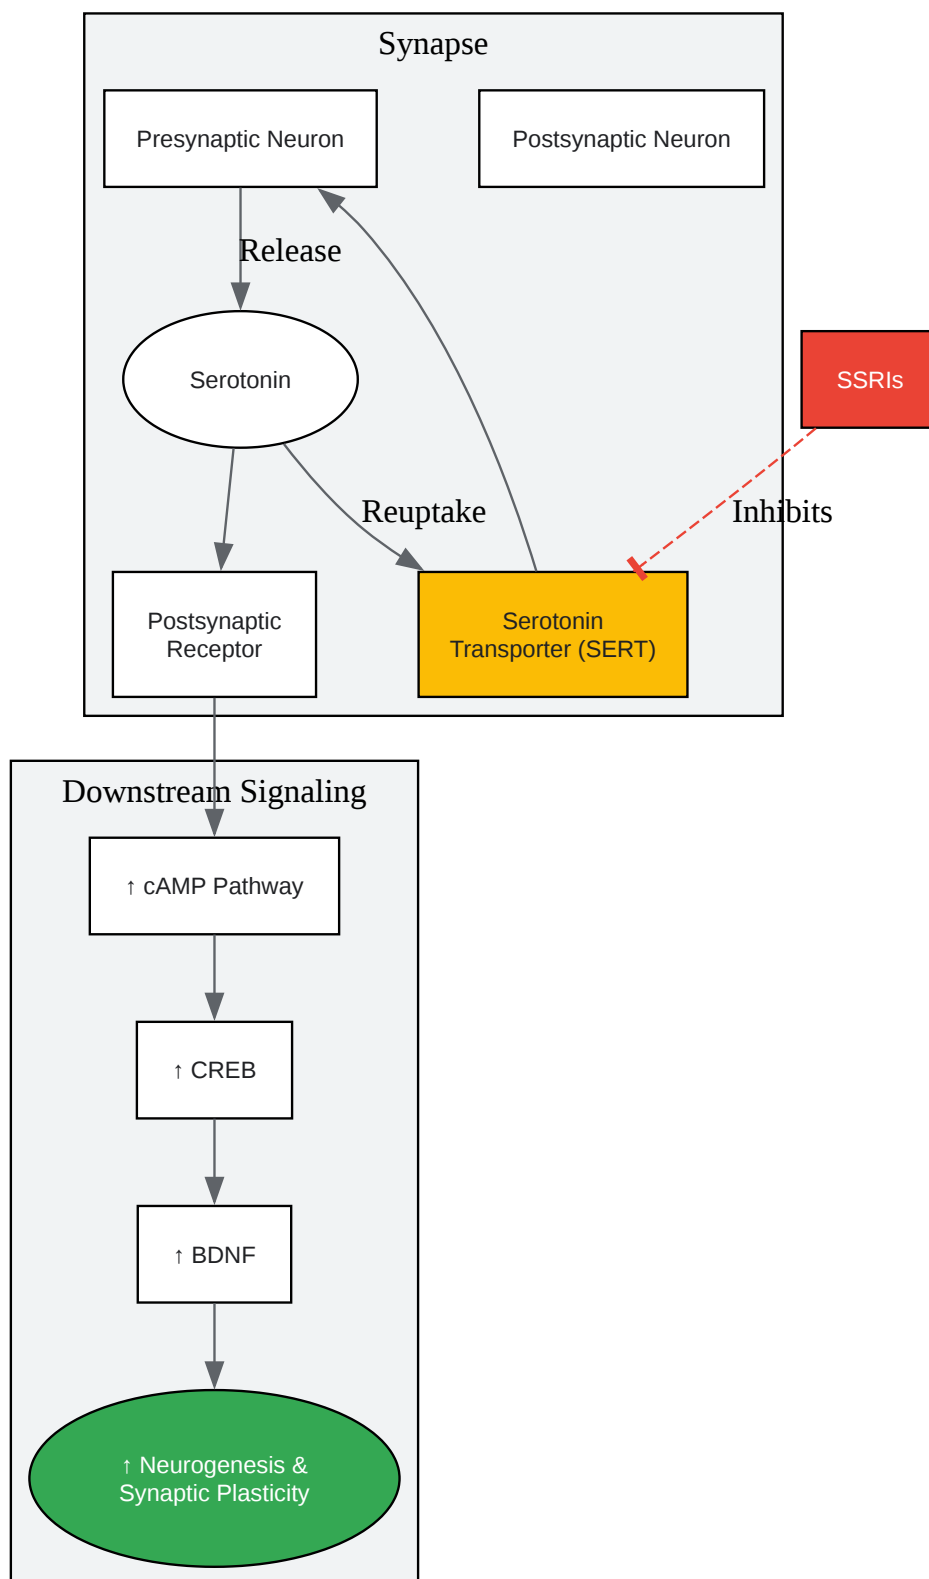 Synapse
Presynaptic Neuron
Postsynaptic Neuron
Release
Serotonin
SSRIs
Reuptake
Inhibits
Postsynaptic
Receptor
Serotonin
Transporter (SERT)
Downstream Signaling
↑ cAMP Pathway
↑ CREB
↑ BDNF
↑ Neurogenesis &
Synaptic Plasticity